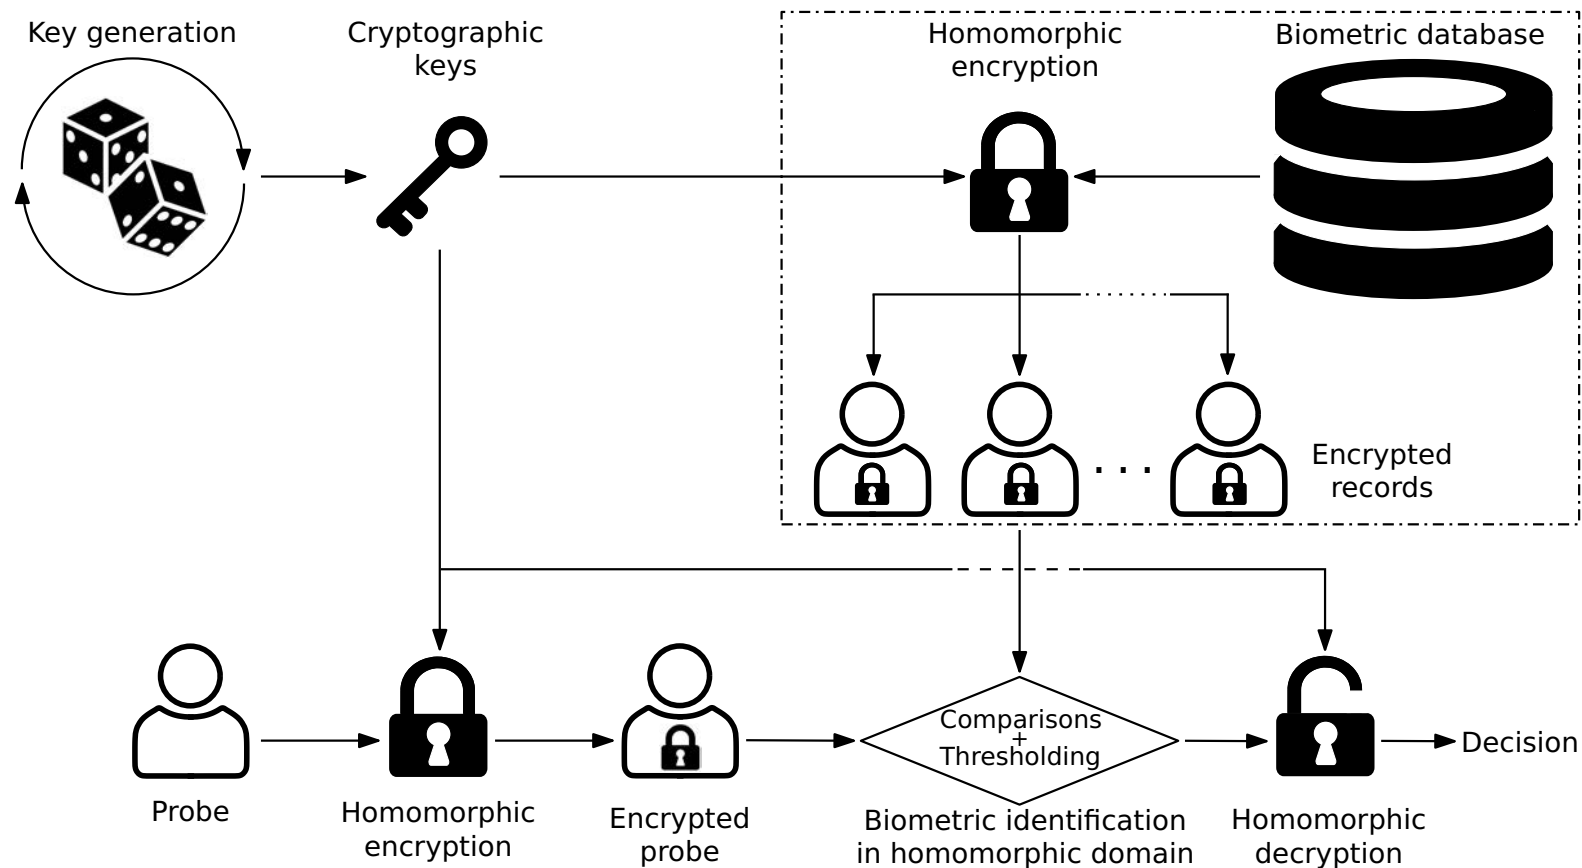 Key generation
Cryptographic
keys
Homomorphic
encryption
Biometric database
Encrypted
records
. . .
Comparisons
+
Thresholding
Decision
Probe
Homomorphic
encryption
Encrypted
probe
Biometric identification
in homomorphic domain
Homomorphic
decryption